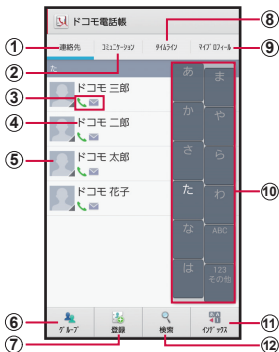 ドコモ電話帳
⑧
① 連絡先 コミュニケーション タイムライン マイプロフィール ⑨
②
た
③ ドコモ 三郎
④ ドコモ 二郎
⑤ ドコモ 太郎
ドコモ 花子
あ ま
か や
さ ら
た わ
な ABC
は 123
その他
⑩
⑥ グループ 登録 検索 インデックス ⑪
⑦ ⑫